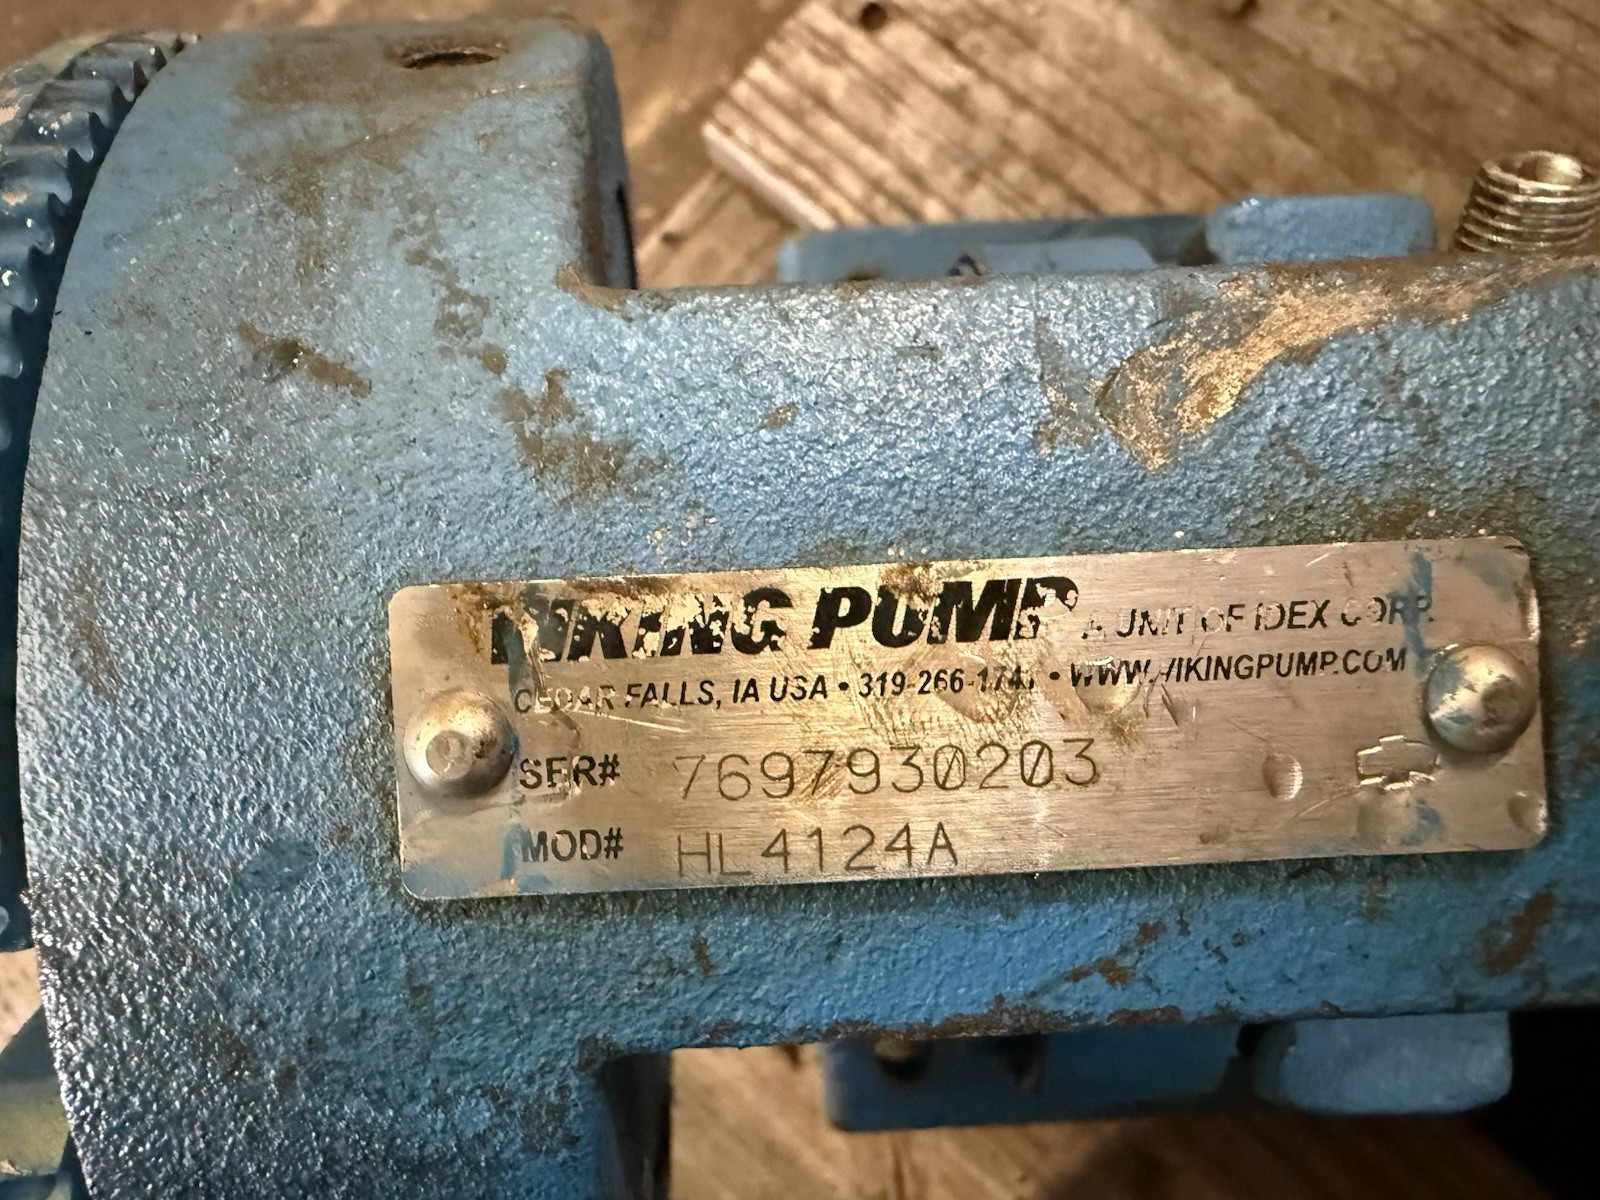 VIKING PUMP A UNIT OF IDEX CORP.
CEDAR FALLS, IA USA • 319-266-1741 • WWW.VIKINGPUMP.COM
SER# 7697930203
MOD# HL4124A